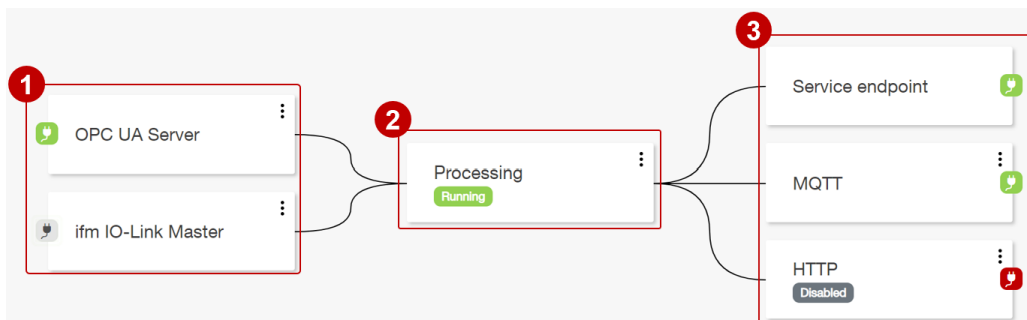 1
OPC UA Server
ifm IO-Link Master
2
Processing
Running
3
Service endpoint
MQTT
HTTP
Disabled